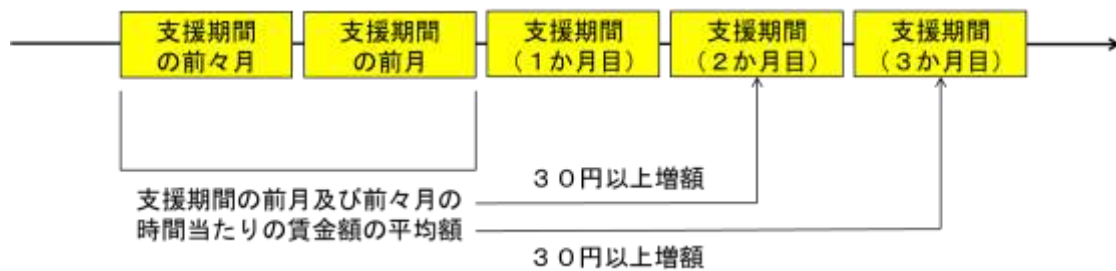 支援期間
の前々月
支援期間
の前月
支援期間
(1か月目)
支援期間
(2か月目)
支援期間
(3か月目)
30円以上増額
支援期間の前月及び前々月の
時間当たりの賃金額の平均額
30円以上増額